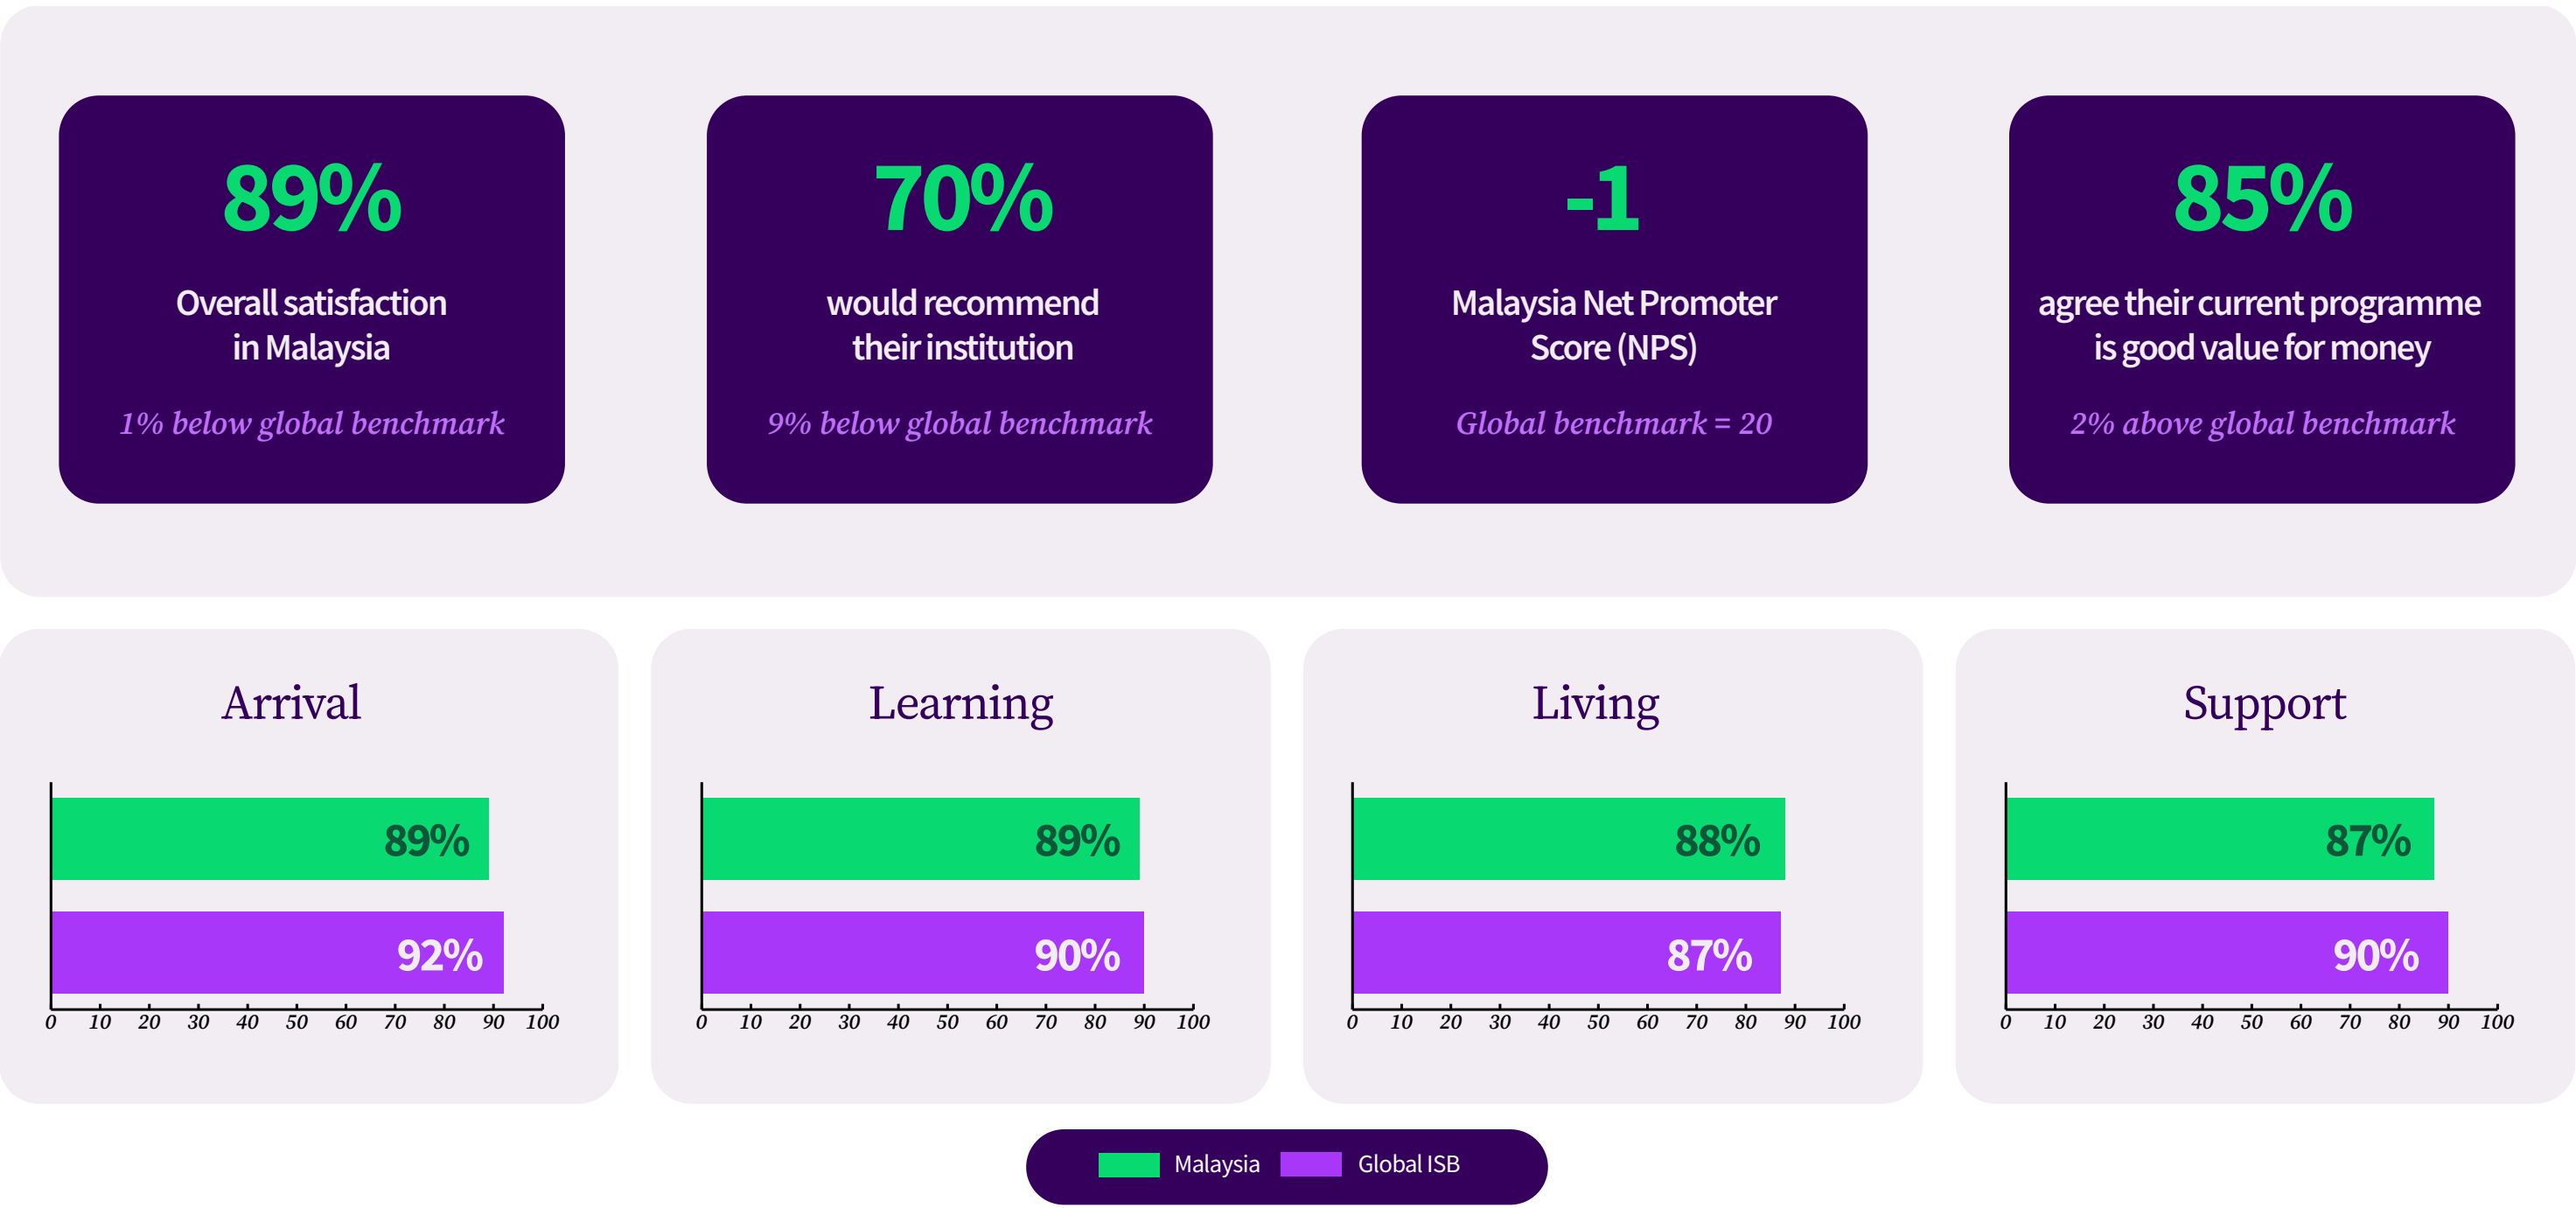 89%
Overall satisfaction
in Malaysia
1% below global benchmark
70%
would recommend
their institution
9% below global benchmark
-1
Malaysia Net Promoter
Score (NPS)
Global benchmark = 20
85%
agree their current programme
is good value for money
2% above global benchmark
Arrival
89%
92%
0 10 20 30 40 50 60 70 80 90 100
Learning
89%
90%
0 10 20 30 40 50 60 70 80 90 100
Living
88%
87%
0 10 20 30 40 50 60 70 80 90 100
Support
87%
90%
0 10 20 30 40 50 60 70 80 90 100
Malaysia Global ISB